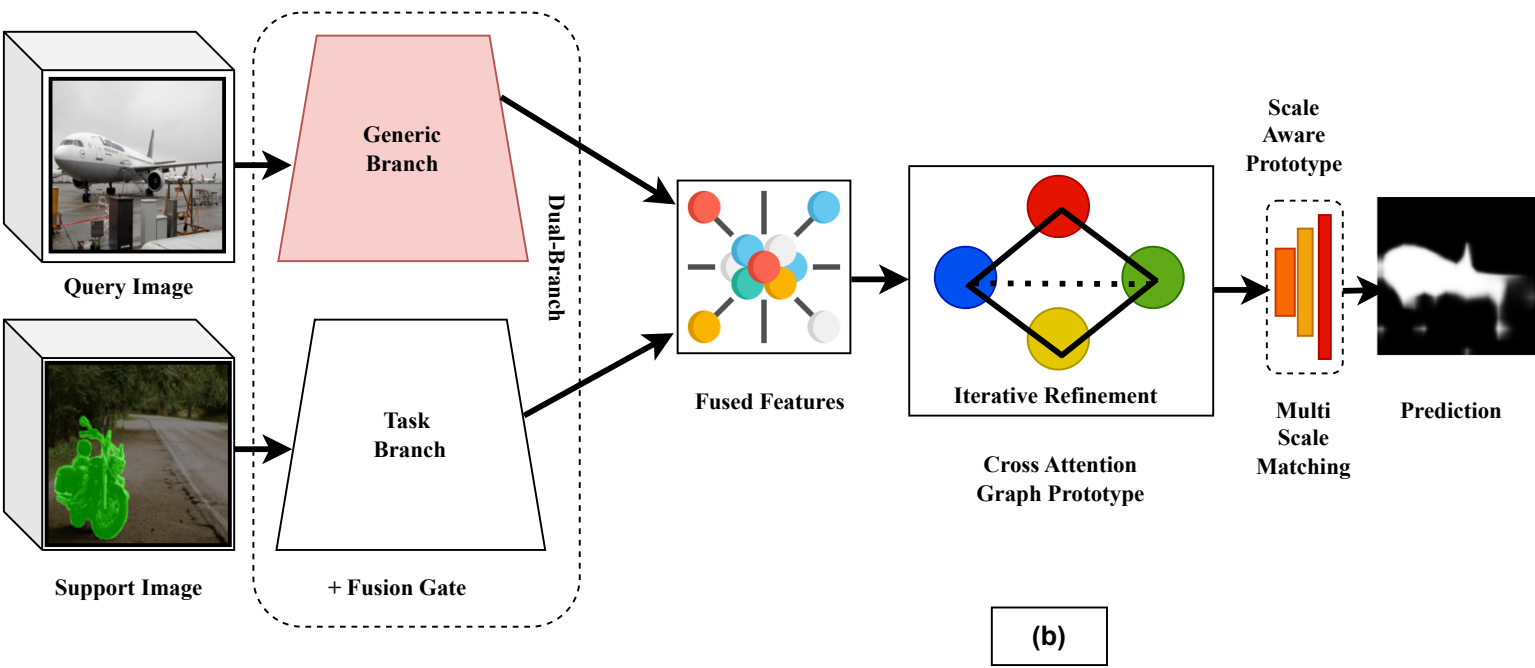 Generic
Branch
Query Image
Dual-Branch
Task
Branch
Support Image
+ Fusion Gate
Fused Features
Iterative Refinement
Cross Attention
Graph Prototype
Scale
Aware
Prototype
Multi
Scale
Matching
Prediction
(b)